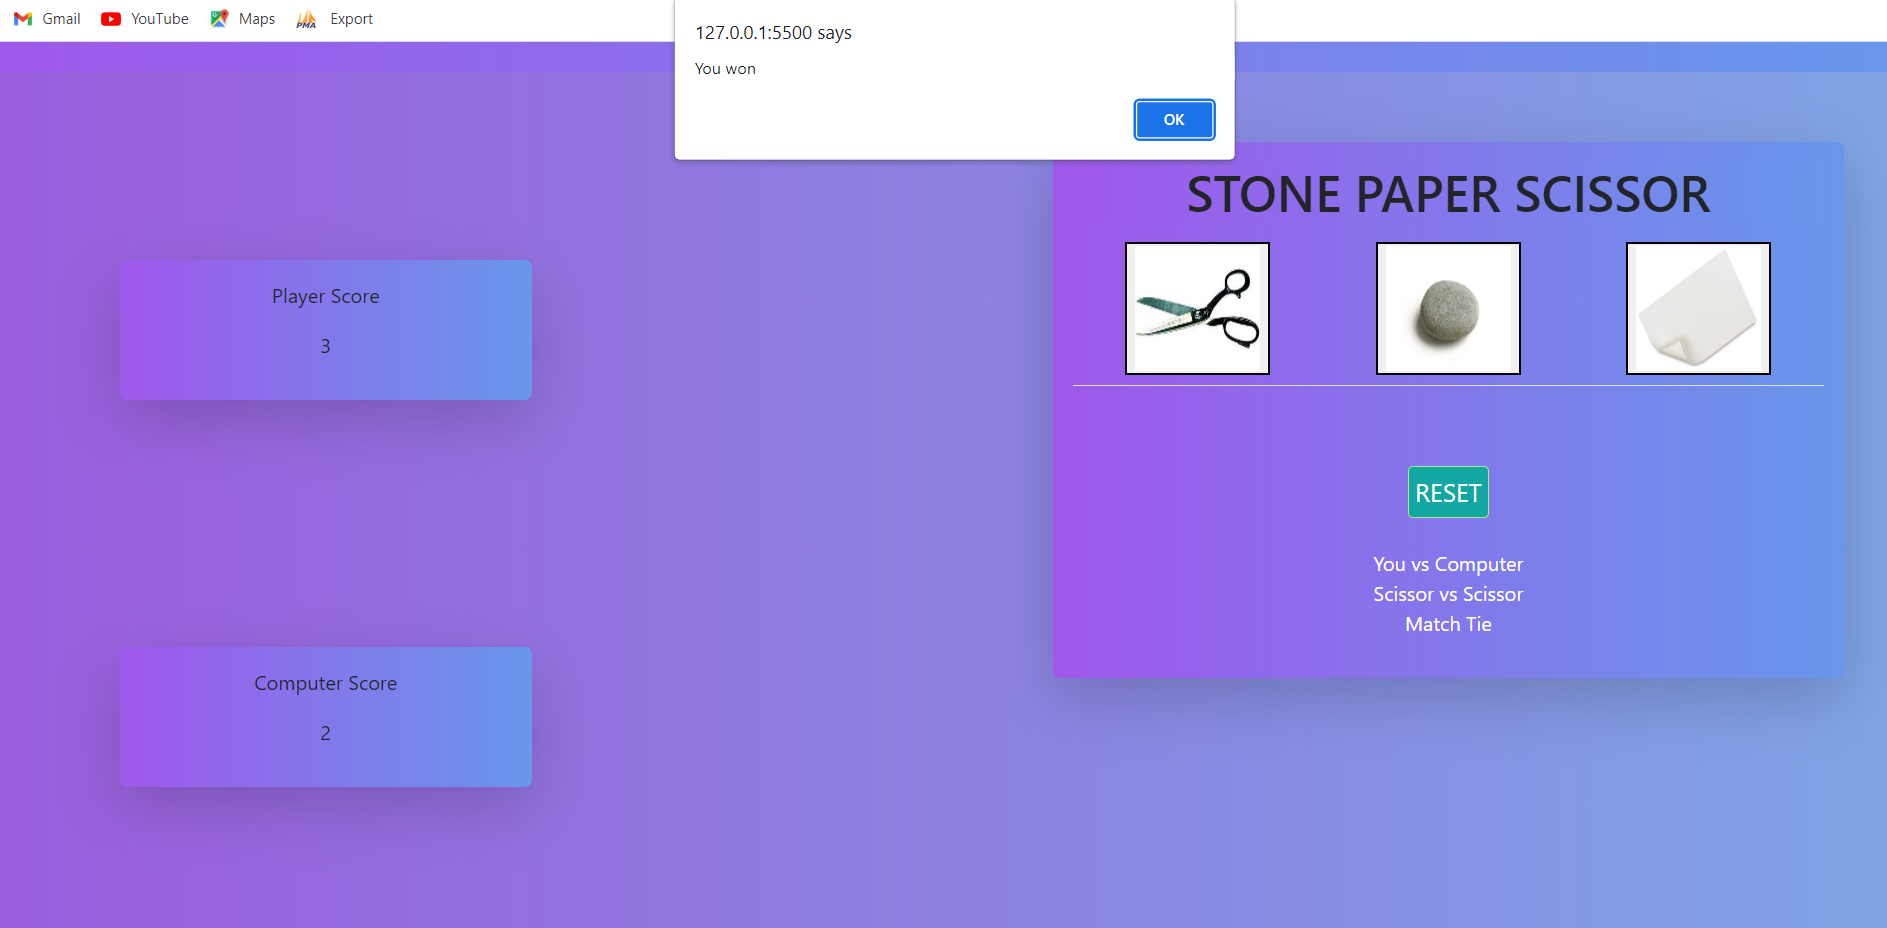 Gmail YouTube Maps PMA Export
127.0.0.1:5500 says
You won
OK
STONE PAPER SCISSOR
Player Score
3
RESET
You vs Computer
Scissor vs Scissor
Match Tie
Computer Score
2